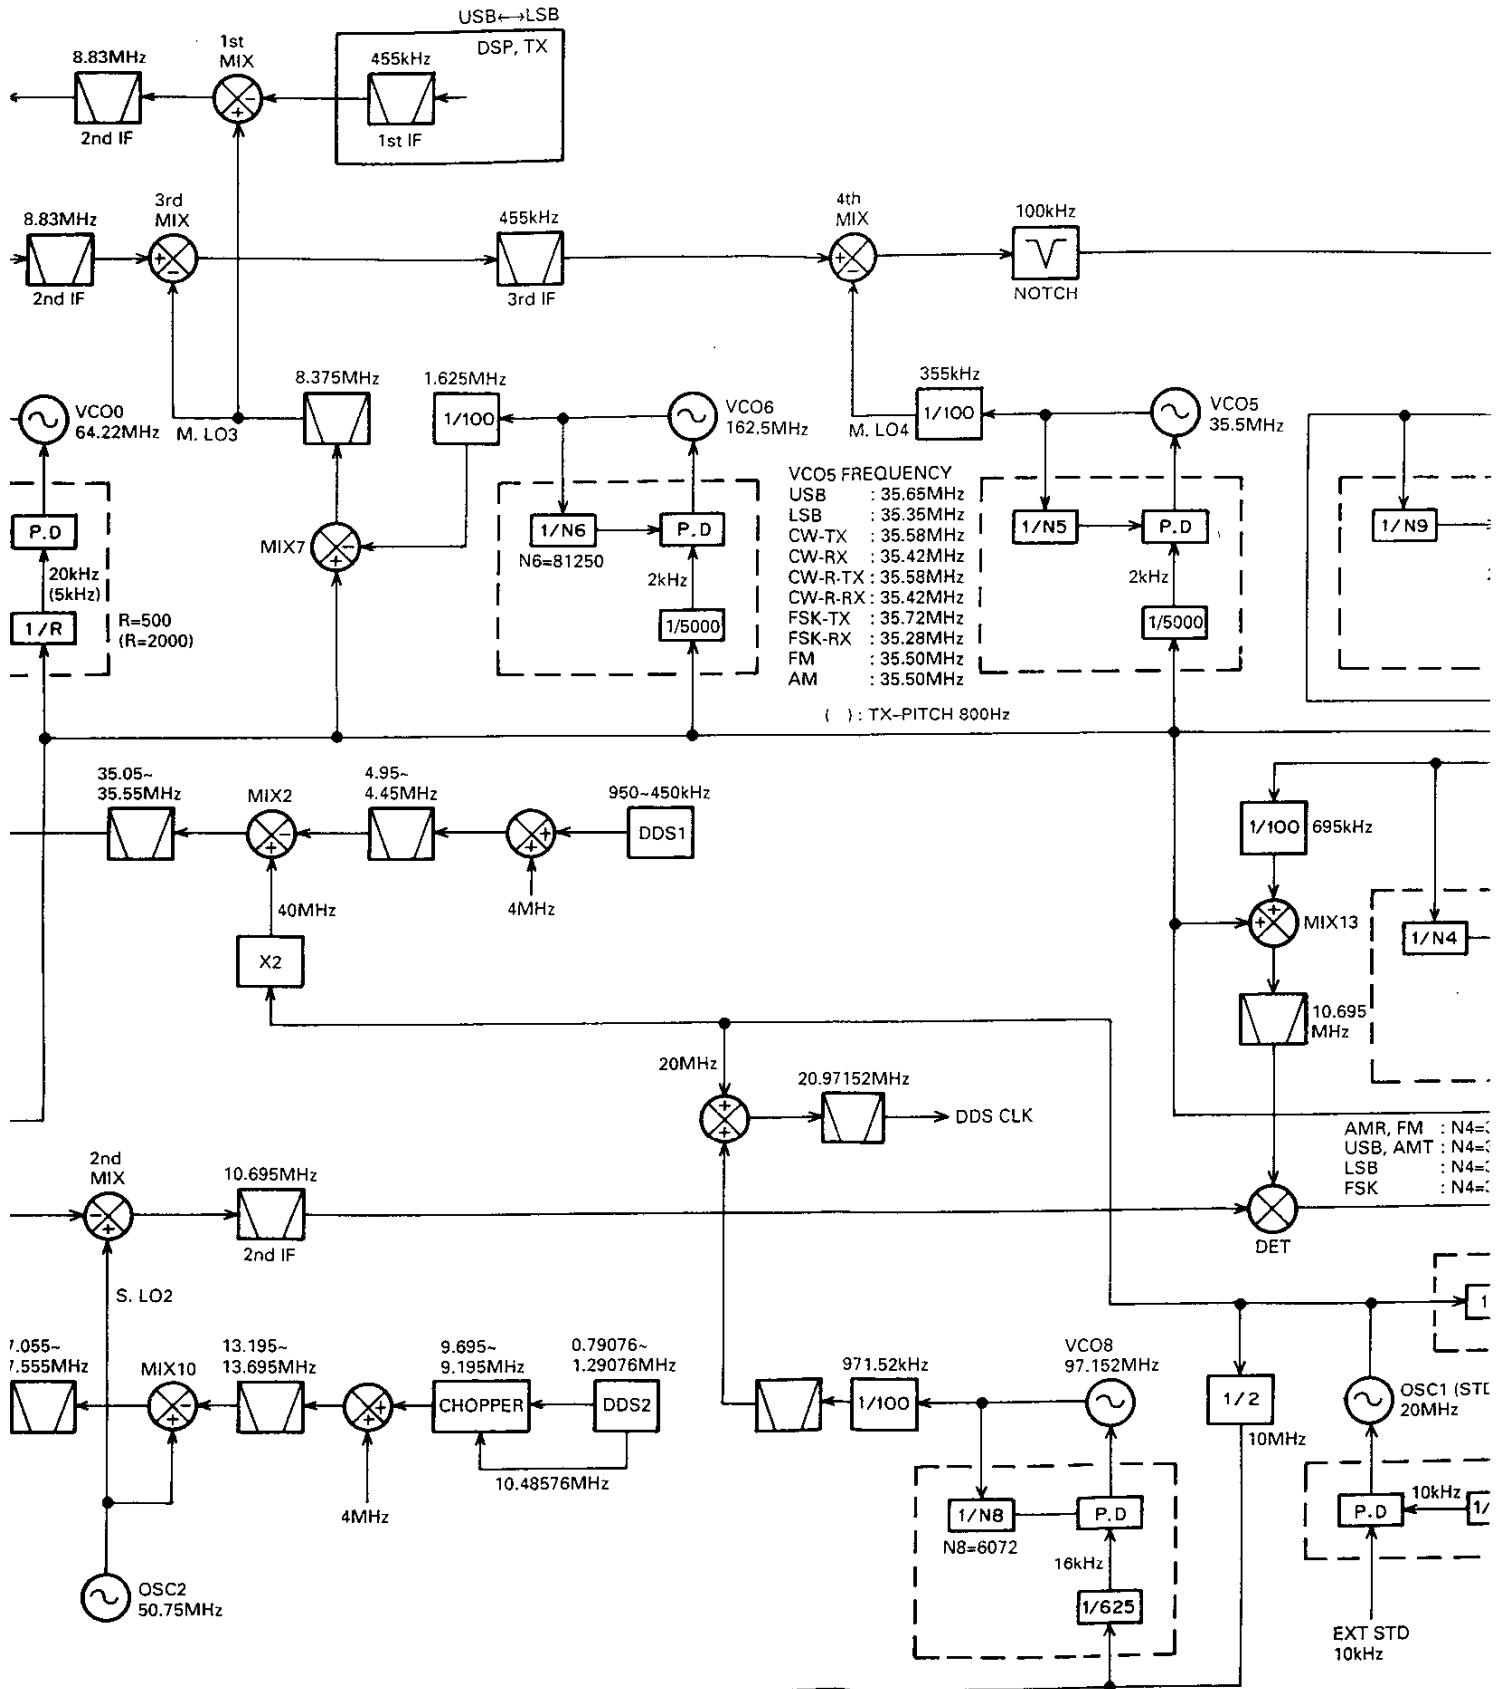 USB↔LSB
DSP, TX
1st
MIX
8.83MHz
455kHz
-
+
2nd IF
1st IF
3rd
MIX
8.83MHz
455kHz
4th
MIX
100kHz
+
-
+
-
2nd IF
3rd IF
NOTCH
VCO0
64.22MHz
M. LO3
8.375MHz
1.625MHz
1/100
VCO6
162.5MHz
355kHz
1/100
M. LO4
VCO5
35.5MHz
P.D
20kHz
(5kHz)
1/R
R=500
(R=2000)
MIX7
-
+
1/N6
N6=81250
P.D
2kHz
1/5000
VCO5 FREQUENCY
USB : 35.65MHz
LSB : 35.35MHz
CW-TX : 35.58MHz
CW-RX : 35.42MHz
CW-R-TX : 35.58MHz
CW-R-RX : 35.42MHz
FSK-TX : 35.72MHz
FSK-RX : 35.28MHz
FM : 35.50MHz
AM : 35.50MHz
( ) : TX-PITCH 800Hz
1/N5
P.D
2kHz
1/5000
1/N9
35.05~
35.55MHz
MIX2
-
+
4.95~
4.45MHz
+
+
950~450kHz
DDS1
40MHz
4MHz
X2
1/100
695kHz
+
+
MIX13
1/N4
10.695
MHz
20MHz
+
+
20.97152MHz
DDS CLK
AMR, FM : N4=
USB, AMT : N4=
LSB : N4=
FSK : N4=
2nd
MIX
-
+
10.695MHz
2nd IF
DET
S. LO2
7.055~
7.555MHz
MIX10
-
+
13.195~
13.695MHz
+
+
9.695~
9.195MHz
CHOPPER
0.79076~
1.29076MHz
DDS2
10.48576MHz
4MHz
971.52kHz
1/100
VCO8
97.152MHz
1/2
10MHz
OSC1 (STD
20MHz
1/N8
N8=6072
P.D
16kHz
1/625
P.D
10kHz
1/
EXT STD
10kHz
OSC2
50.75MHz